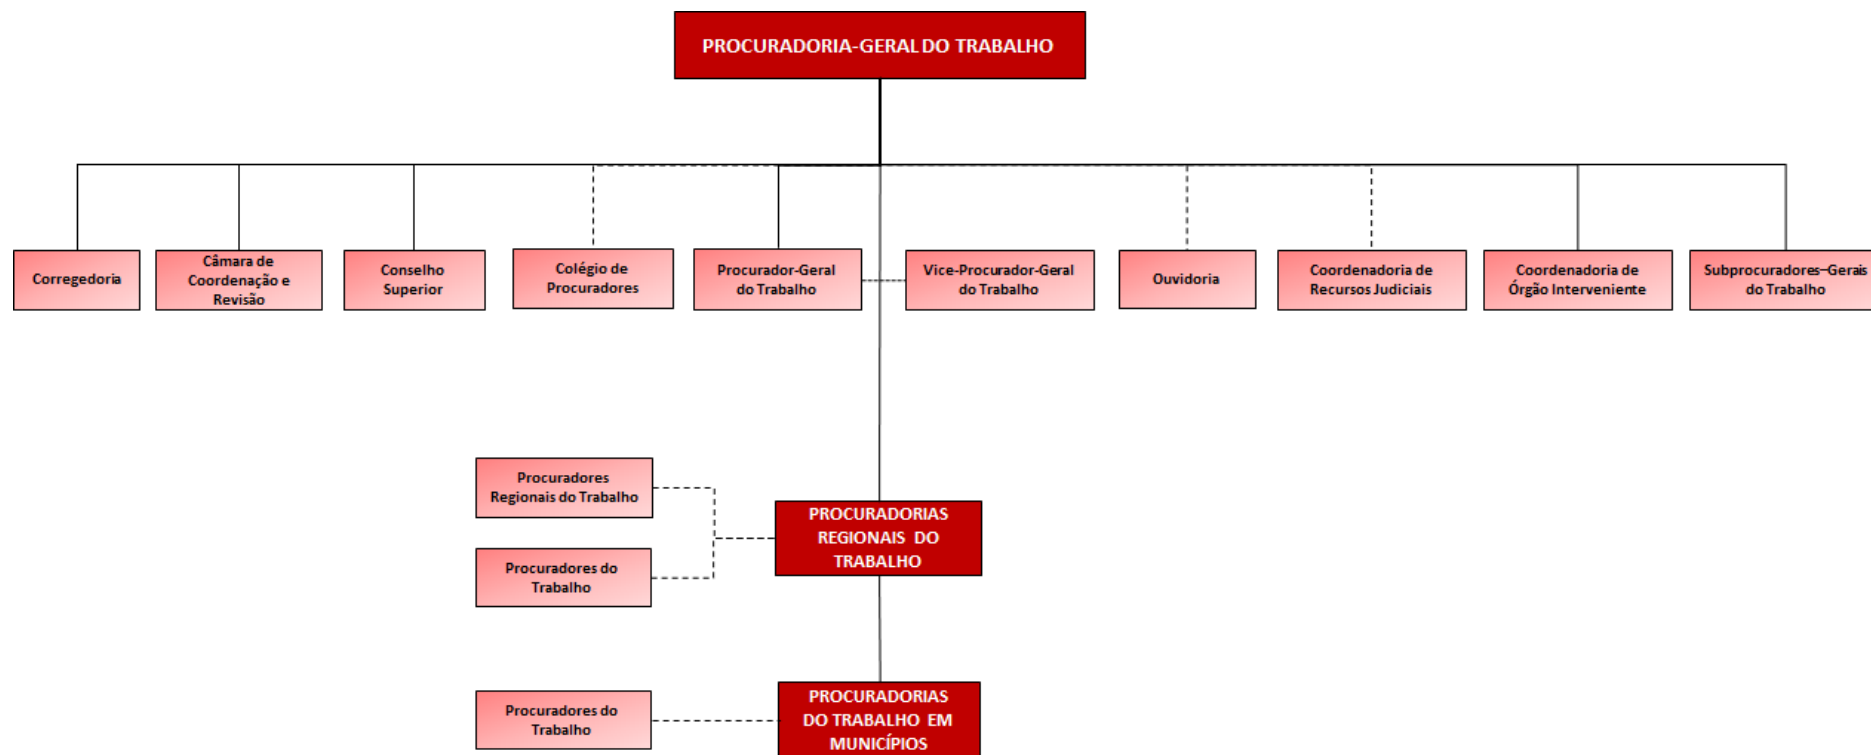 PROCURADORIA-GERAL DO TRABALHO
Corregedoria
Câmara de
Coordenação e
Revisão
Conselho
Superior
Colégio de
Procuradores
Procurador-Geral
do Trabalho
Vice-Procurador-Geral
do Trabalho
Ouvidoria
Coordenadoria de
Recursos Judiciais
Coordenadoria de
Órgão Interveniente
Subprocuradores–Gerais
do Trabalho
Procuradores
Regionais do Trabalho
Procuradores do
Trabalho
PROCURADORIAS
REGIONAIS DO
TRABALHO
Procuradores do
Trabalho
PROCURADORIAS
DO TRABALHO EM
MUNICÍPIOS